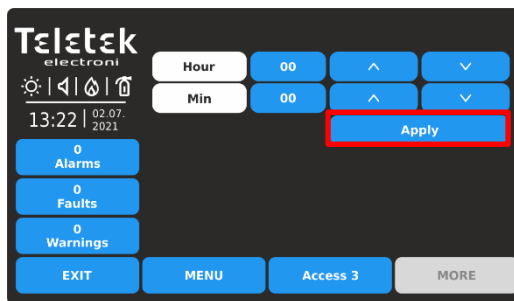 Teletek
electroni
13:22 | 02.07.
2021
0
Alarms
0
Faults
0
Warnings
Hour 00
Min 00
Apply
EXIT MENU Access 3 MORE